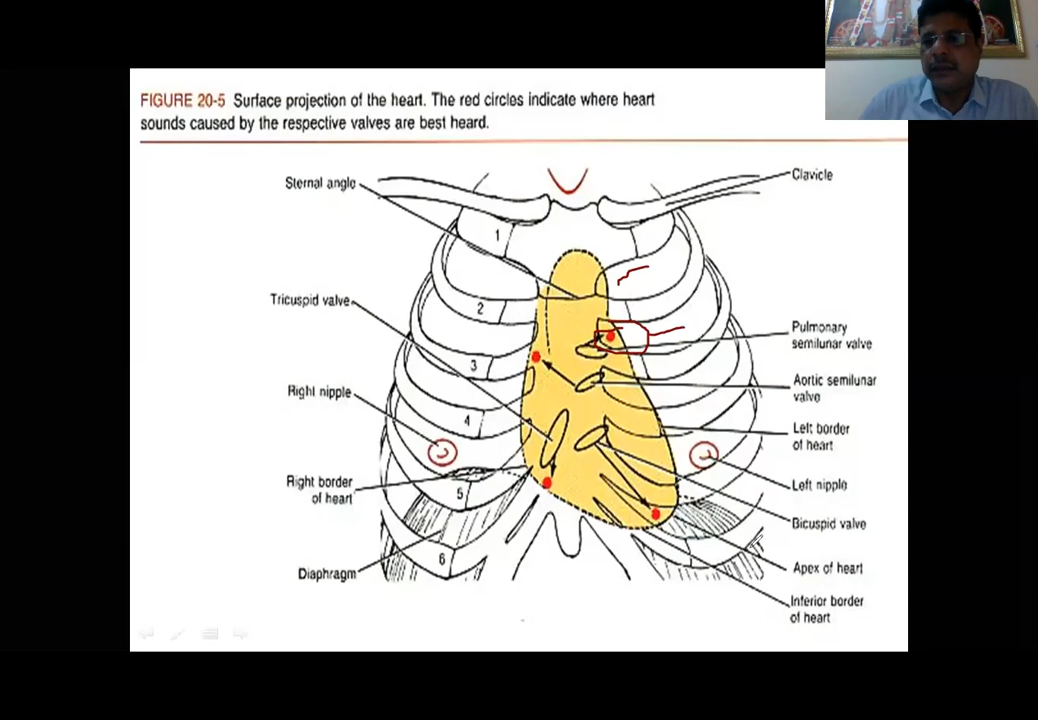 FIGURE 20-5 Surface projection of the heart. The red circles indicate where heart
sounds caused by the respective valves are best heard.
Sternal angle
Clavicle
1
Tricuspid valve
2
Pulmonary
semilunar valve
3
Right nipple
Aortic semilunar
valve
4
Left border
of heart
Right border
of heart
5
Left nipple
Bicuspid valve
6
Diaphragm
Apex of heart
Inferior border
of heart